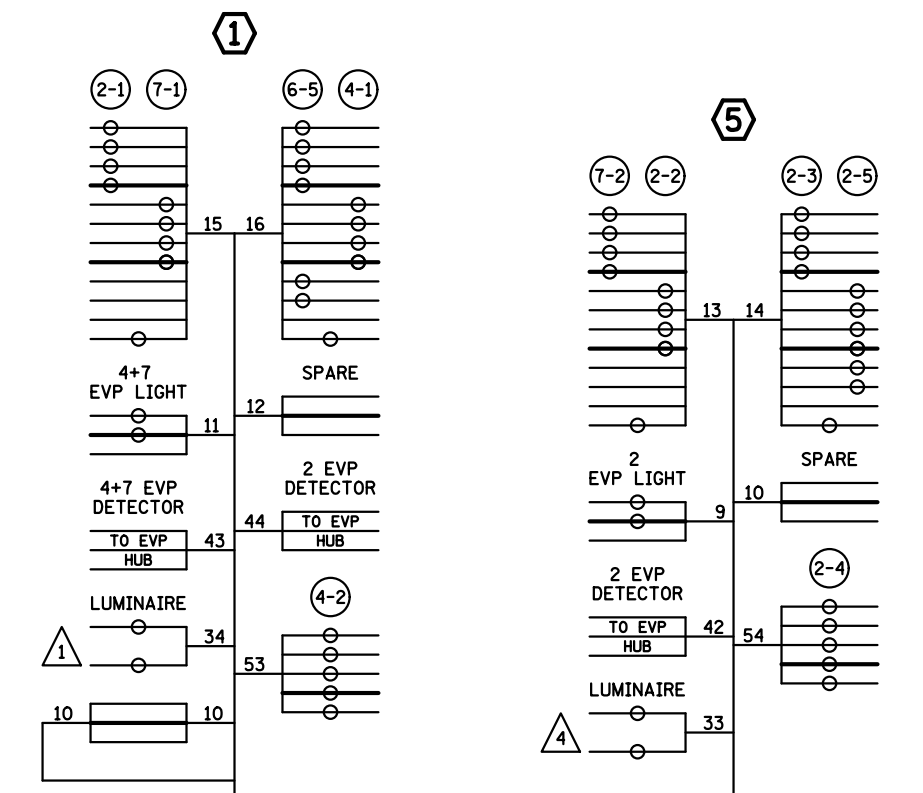 1
2-1 7-1 6-5 4-1
15 16
4+7
EVP LIGHT
11
SPARE
12
4+7 EVP
DETECTOR
TO EVP
HUB
43
2 EVP
DETECTOR
44
TO EVP
HUB
LUMINAIRE
1
34
4-2
53
10 10
5
7-2 2-2 2-3 2-5
13 14
2
EVP LIGHT
9
SPARE
10
2 EVP
DETECTOR
TO EVP
HUB
42
2-4
54
LUMINAIRE
4
33